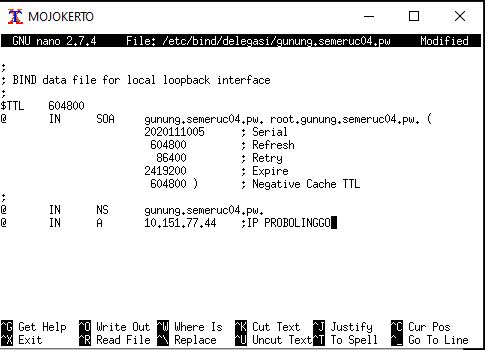 MOJOKERTO
GNU nano 2.7.4 File: /etc/bind/delegasi/gunung.semeruc04.pw Modified
;
; BIND data file for local loopback interface
;
$TTL 604800
@ IN SOA gunung.semeruc04.pw. root.gunung.semeruc04.pw. (
2020111005 ; Serial
604800 ; Refresh
86400 ; Retry
2419200 ; Expire
604800 ) ; Negative Cache TTL
;
@ IN NS gunung.semeruc04.pw.
@ IN A 10.151.77.44 ;IP PROBOLINGGO
^G Get Help ^O Write Out ^W Where Is ^K Cut Text ^J Justify ^C Cur Pos
^X Exit ^R Read File ^\ Replace ^U Uncut Text ^T To Spell ^_ Go To Line